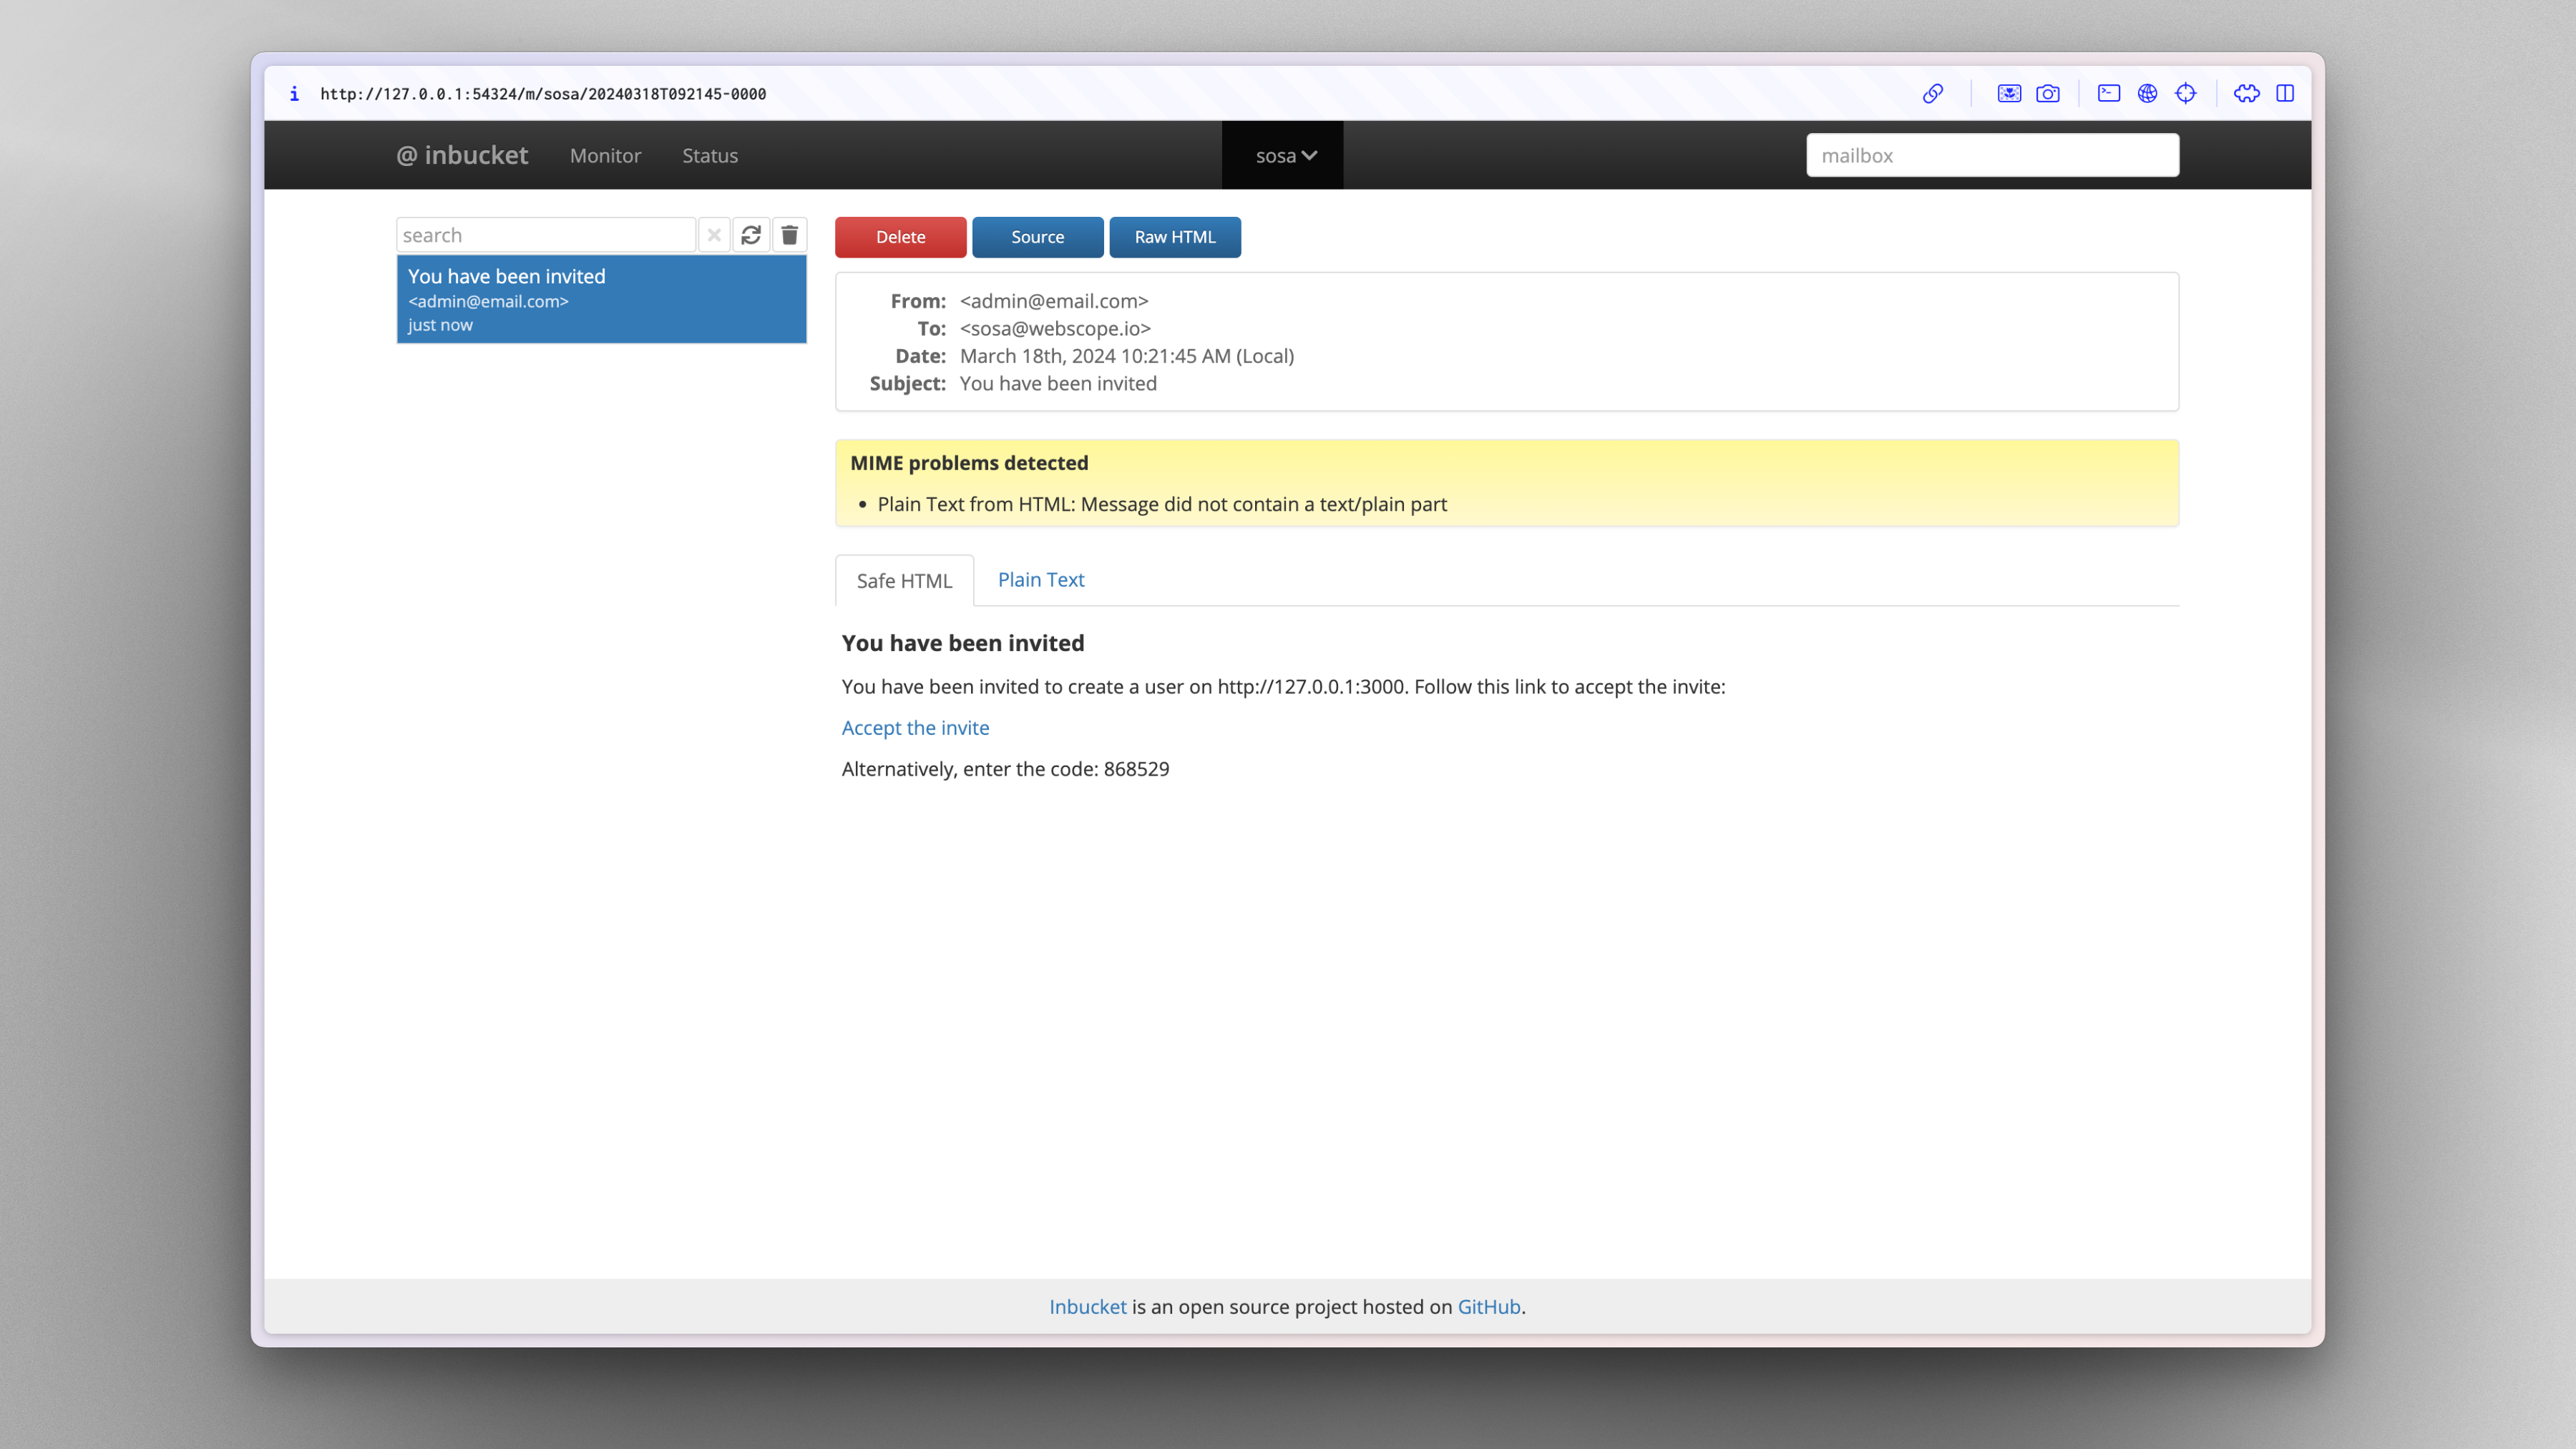 http://127.0.0.1:54324/m/sosa/20240318T092145-0000
@ inbucket Monitor Status sosa mailbox
search
Delete Source Raw HTML
You have been invited
<admin@email.com>
just now
From: <admin@email.com>
To: <sosa@webscope.io>
Date: March 18th, 2024 10:21:45 AM (Local)
Subject: You have been invited
MIME problems detected
• Plain Text from HTML: Message did not contain a text/plain part
Safe HTML Plain Text
You have been invited
You have been invited to create a user on http://127.0.0.1:3000. Follow this link to accept the invite:
Accept the invite
Alternatively, enter the code: 868529
Inbucket is an open source project hosted on GitHub.